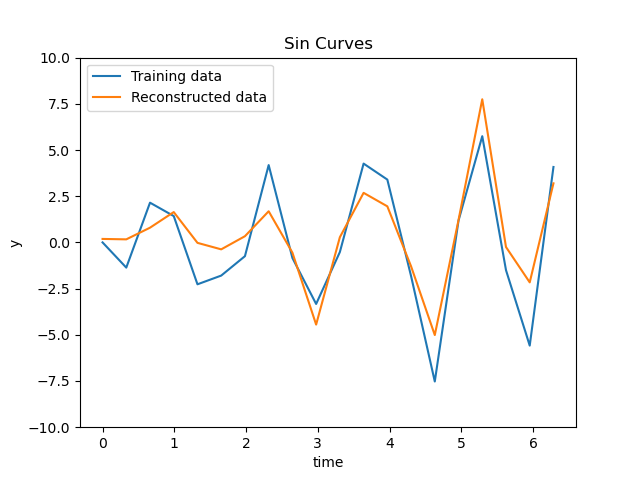 Sin Curves
Training data
Reconstructed data
10.0
7.5
5.0
2.5
0.0
−2.5
−5.0
−7.5
−10.0
y
0 1 2 3 4 5 6
time